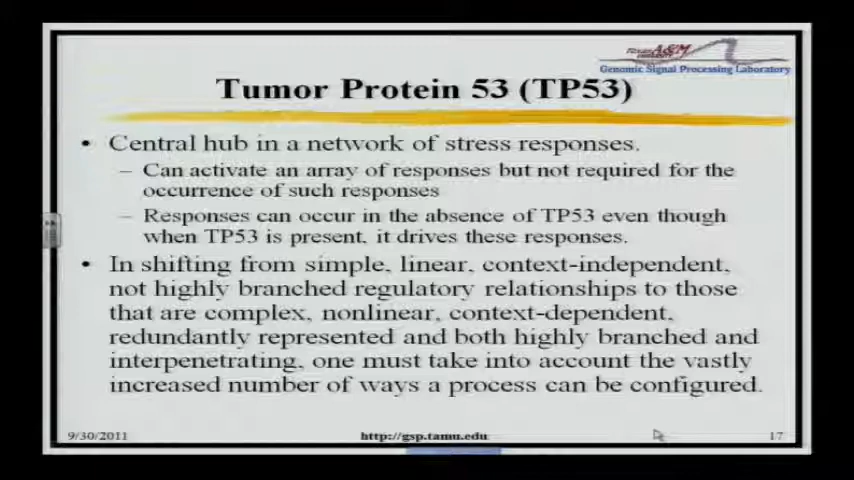 TEXAS A&M
UNIVERSITY
Genomic Signal Processing Laboratory
Tumor Protein 53 (TP53)
• Central hub in a network of stress responses.
– Can activate an array of responses but not required for the
occurrence of such responses
– Responses can occur in the absence of TP53 even though
when TP53 is present, it drives these responses.
• In shifting from simple, linear, context-independent,
not highly branched regulatory relationships to those
that are complex, nonlinear, context-dependent,
redundantly represented and both highly branched and
interpenetrating, one must take into account the vastly
increased number of ways a process can be configured.
9/30/2011
http://gsp.tamu.edu
17